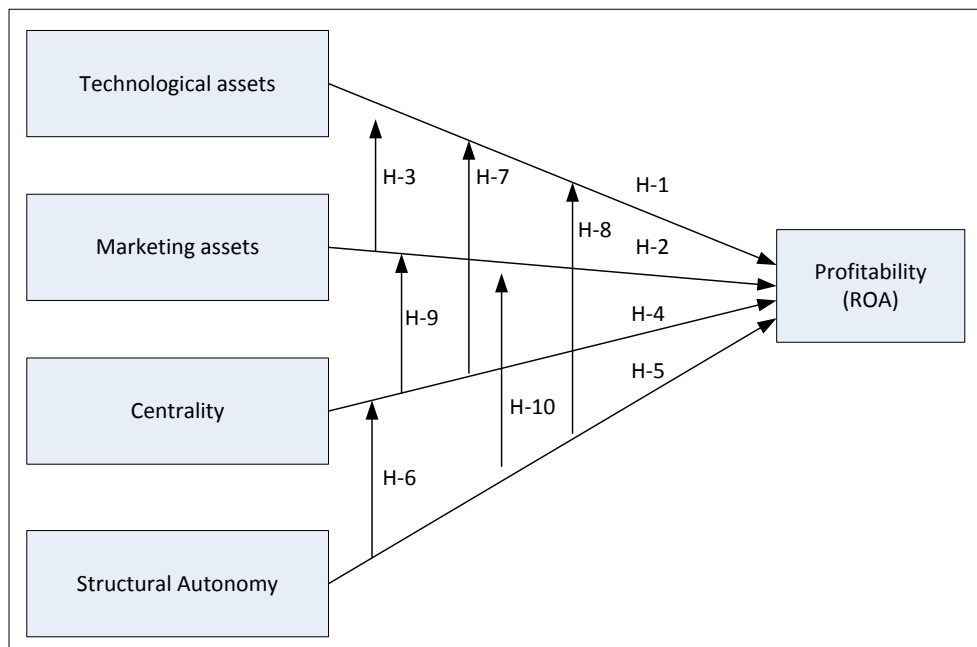 Technological assets
H-3
H-7
H-1
Marketing assets
H-8
H-2
Profitability
(ROA)
H-9
H-4
Centrality
H-10
H-5
H-6
Structural Autonomy